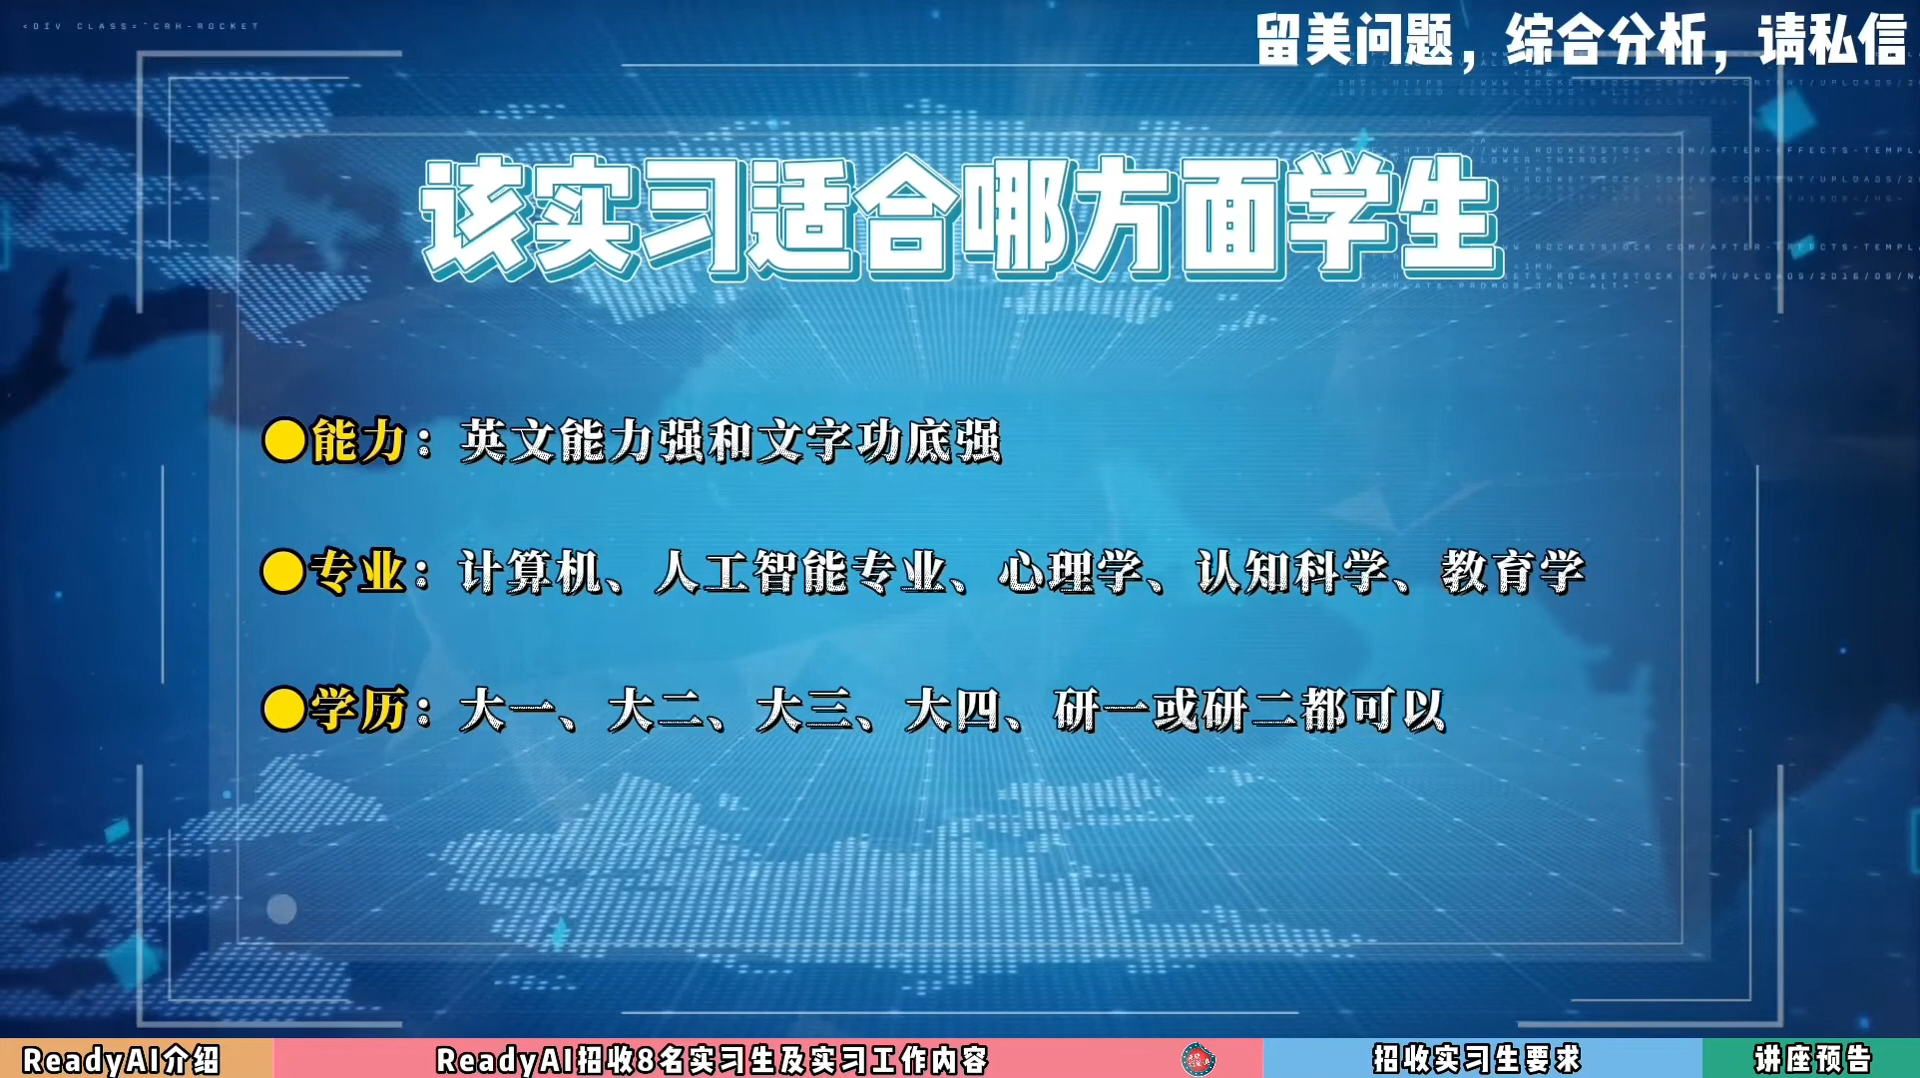 <DIV CLASS="CRH-ROCKET
留美问题，综合分析，请私信
该实习适合哪方面学生
●能力：英文能力强和文字功底强
●专业：计算机、人工智能专业、心理学、认知科学、教育学
●学历：大一、大二、大三、大四、研一或研二都可以
ReadyAI介绍
ReadyAI招收8名实习生及实习工作内容
招收实习生要求
讲座预告